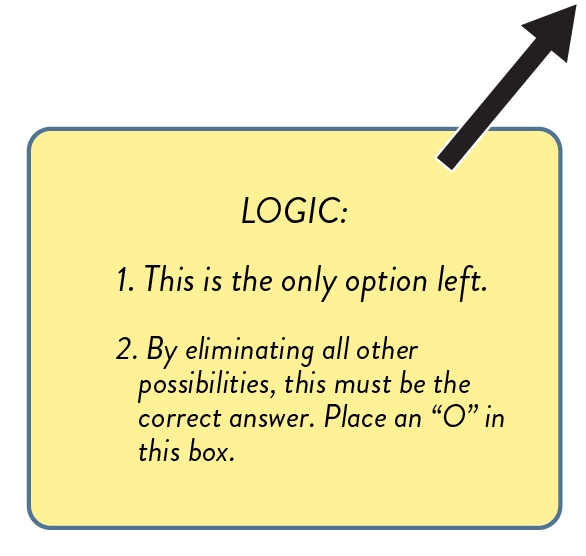 LOGIC:
1. This is the only option left.
2. By eliminating all other
possibilities, this must be the
correct answer. Place an “O” in
this box.